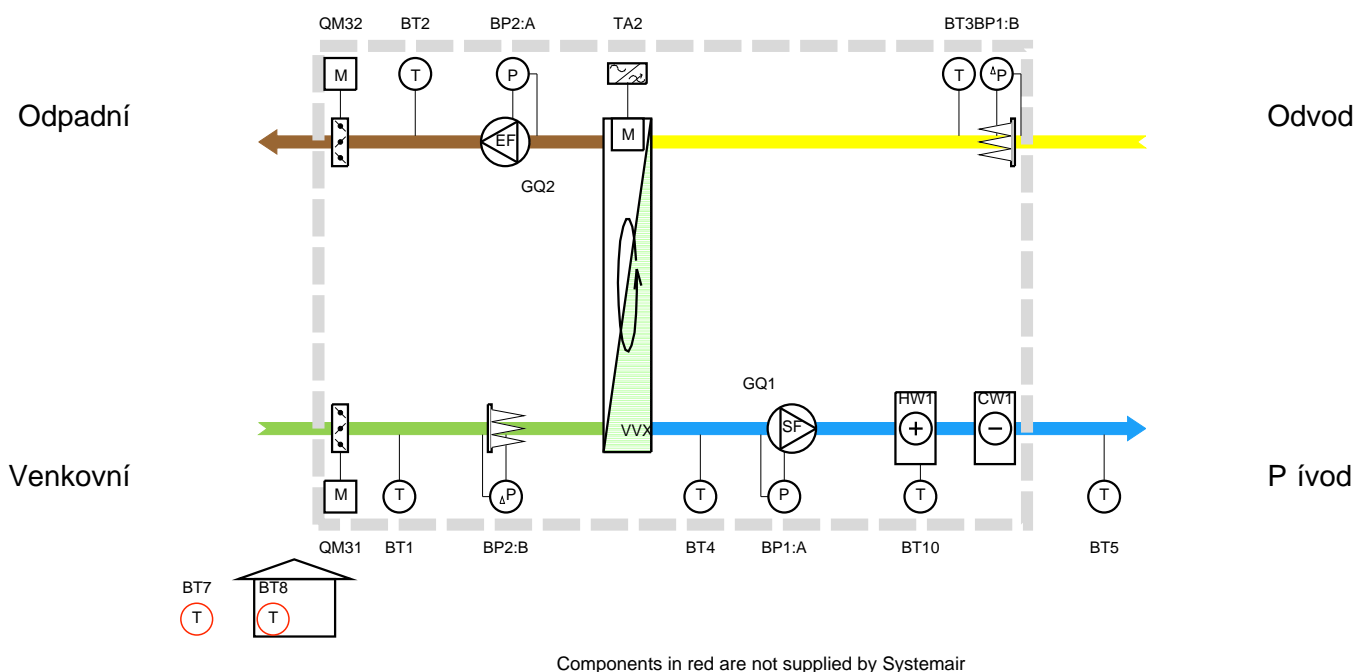 QM32 BT2 BP2:A TA2 BT3BP1:B
M T P T ΔP
Odpadní Odvod
EF M
GQ2
GQ1
HW1 CW1
VVX SF + −
Venkovní P ívod
M T ΔP T P T T
QM31 BT1 BP2:B BT4 BP1:A BT10 BT5
BT7 BT8
T T
Components in red are not supplied by Systemair